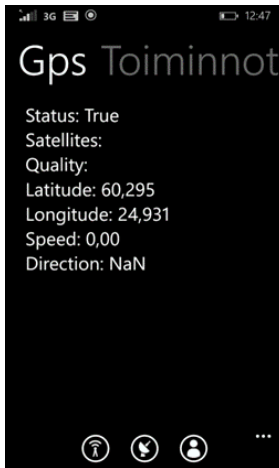 3G 12:47
Gps Toiminnot
Status: True
Satellites:
Quality:
Latitude: 60,295
Longitude: 24,931
Speed: 0,00
Direction: NaN
...